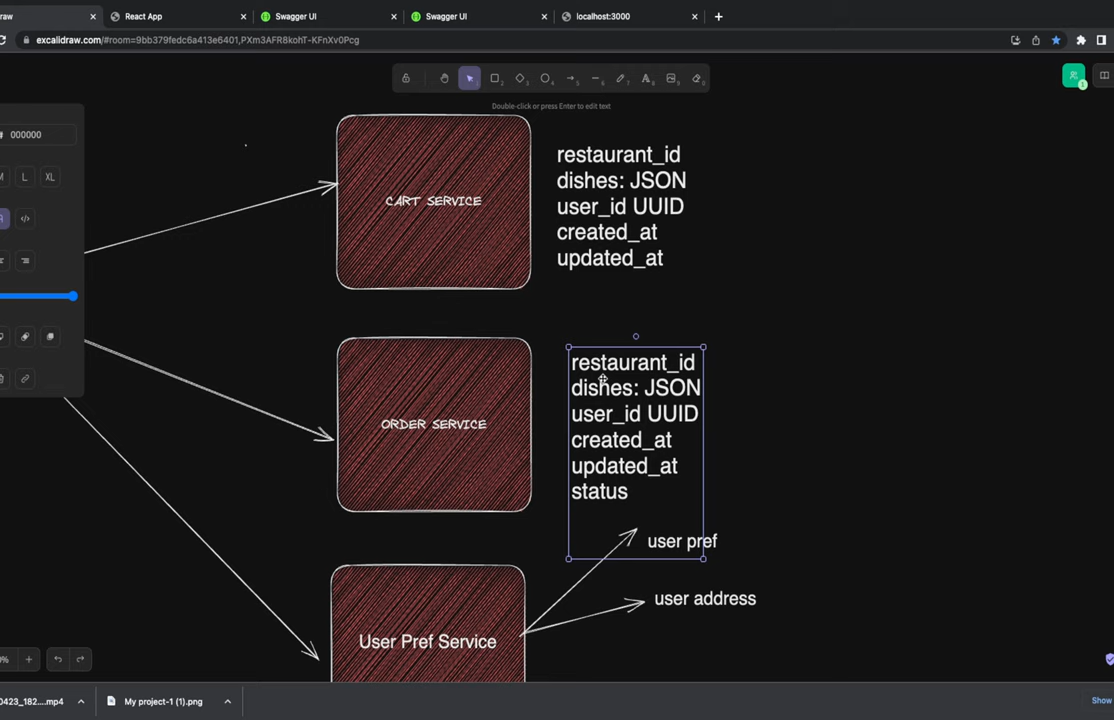 raw
React App
Swagger UI
Swagger UI
localhost:3000
excalidraw.com/#room=9bb379fedc6a413e6401,PXm3AFR8kohT-KFnXv0Pcg
Double-click or press Enter to edit text
# 000000
M L XL
CART SERVICE
restaurant_id
dishes: JSON
user_id UUID
created_at
updated_at
ORDER SERVICE
restaurant_id
dishes: JSON
user_id UUID
created_at
updated_at
status
user pref
user address
User Pref Service
0%
0423_182....mp4
My project-1 (1).png
Show